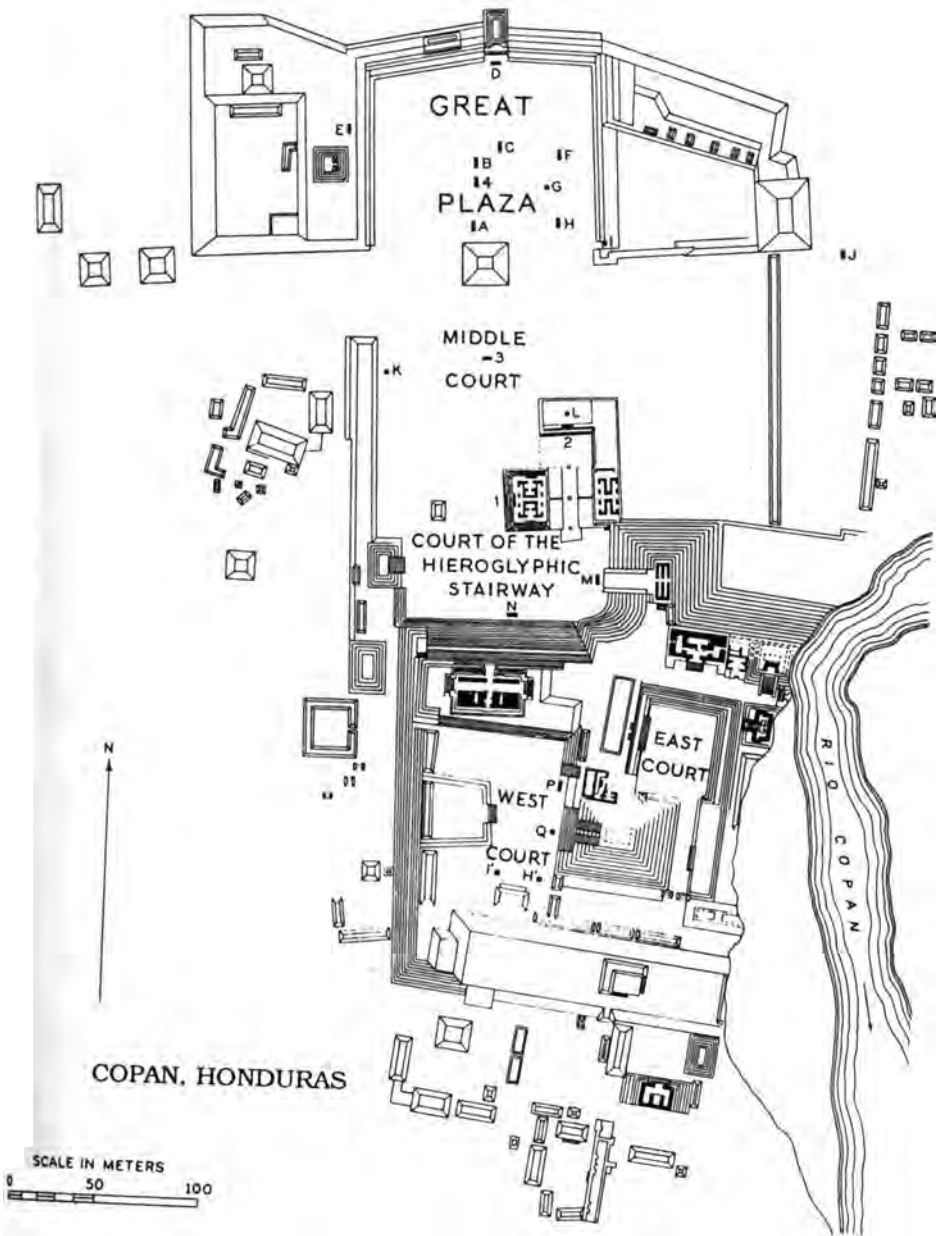 D
GREAT
E
C
B
F
4
G
PLAZA
A
H
I
J
MIDDLE
3
COURT
K
L
2
1
COURT OF THE
HIEROGLYPHIC
STAIRWAY
M
N
EAST
COURT
N
WEST
P
Q
COURT
I'
H'
RIO COPAN
COPAN, HONDURAS
SCALE IN METERS
0 50 100